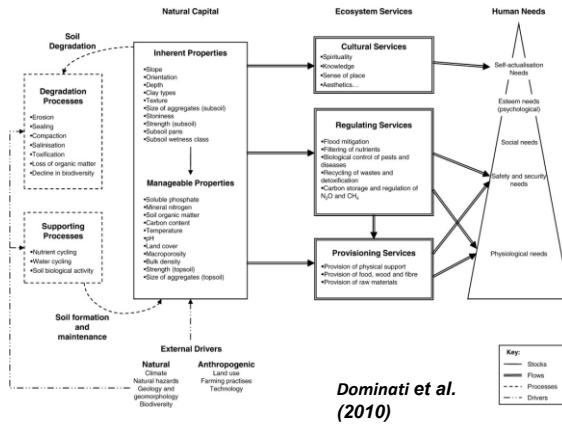 Natural Capital
Ecosystem Services
Human Needs
Soil
Degradation
Degradation
Processes
•Erosion
•Sealing
•Compaction
•Salinisation
•Toxification
•Loss of organic matter
•Decline in biodiversity
Supporting
Processes
•Nutrient cycling
•Water cycling
•Soil biological activity
Soil formation
and
maintenance
Inherent Properties
•Slope
•Orientation
•Depth
•Clay types
•Texture
•Size of aggregates (subsoil)
•Stoniness
•Strength (subsoil)
•Subsoil pans
•Subsoil wetness class
Manageable Properties
•Soluble phosphate
•Mineral nitrogen
•Soil organic matter
•Carbon content
•Temperature
•pH
•Land cover
•Macroporosity
•Bulk density
•Strength (topsoil)
•Size of aggregates (topsoil)
External Drivers
Natural
Climate
Natural hazards
Geology and
geomorphology
Biodiversity
Anthropogenic
Land use
Farming practises
Technology
Cultural Services
•Spirituality
•Knowledge
•Sense of place
•Aesthetics…
Regulating Services
•Flood mitigation
•Filtering of nutrients
•Biological control of pests and
diseases
•Recycling of wastes and
detoxification
•Carbon storage and regulation of
N₂O and CH₄
Provisioning Services
•Provision of physical support
•Provision of food, wood and fibre
•Provision of raw materials
Self-actualisation
Needs
Esteem needs
(psychological)
Social needs
Safety and security
needs
Physiological needs
Key:
Stocks
Flows
Processes
Drivers
Dominati et al.
(2010)